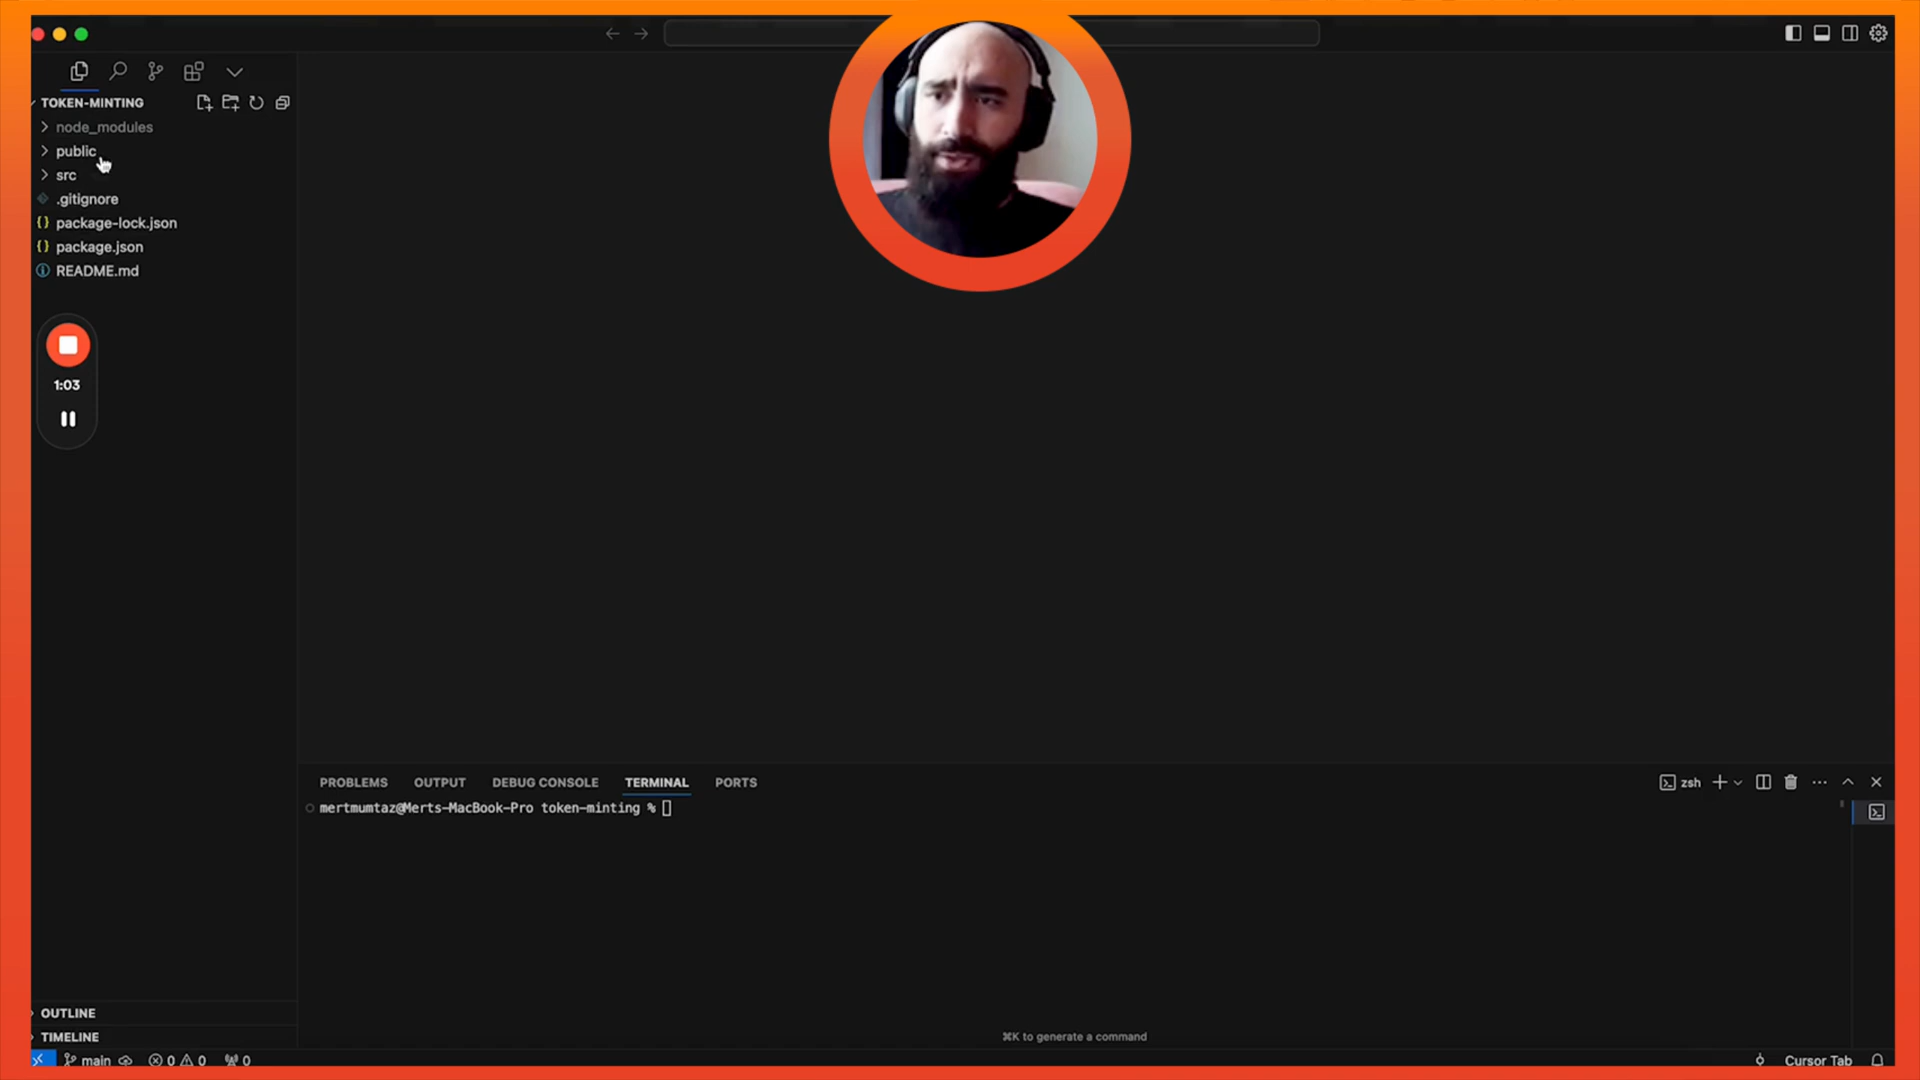 TOKEN-MINTING
node_modules
public
src
.gitignore
package-lock.json
package.json
README.md
1:03
PROBLEMS OUTPUT DEBUG CONSOLE TERMINAL PORTS
zsh
mertmumtaz@Merts-MacBook-Pro token-minting %
⌘K to generate a command
OUTLINE
TIMELINE
main 0 0 0
Cursor Tab